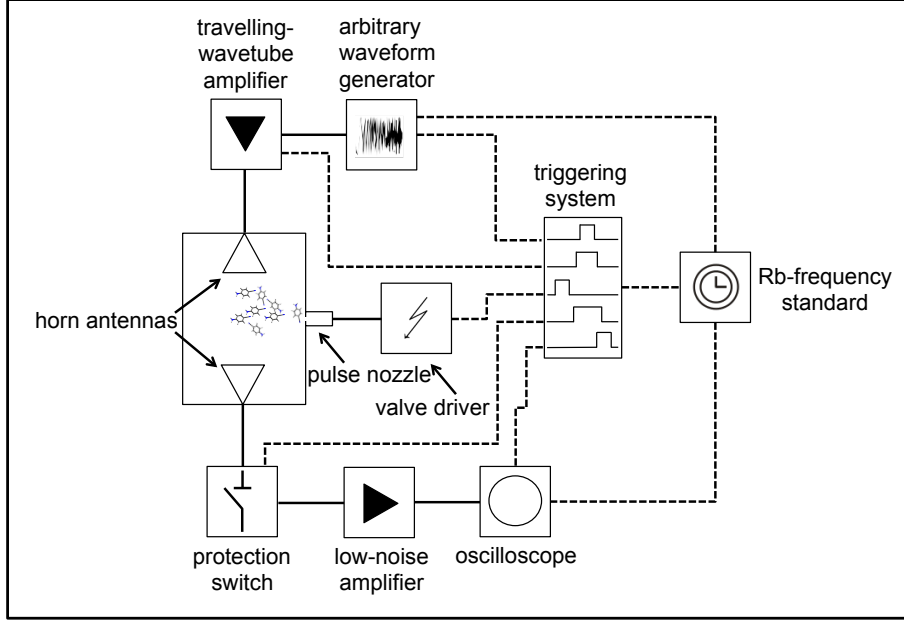 travelling-
wavetube
amplifier
arbitrary
waveform
generator
triggering
system
Rb-frequency
standard
horn antennas
pulse nozzle
valve driver
protection
switch
low-noise
amplifier
oscilloscope